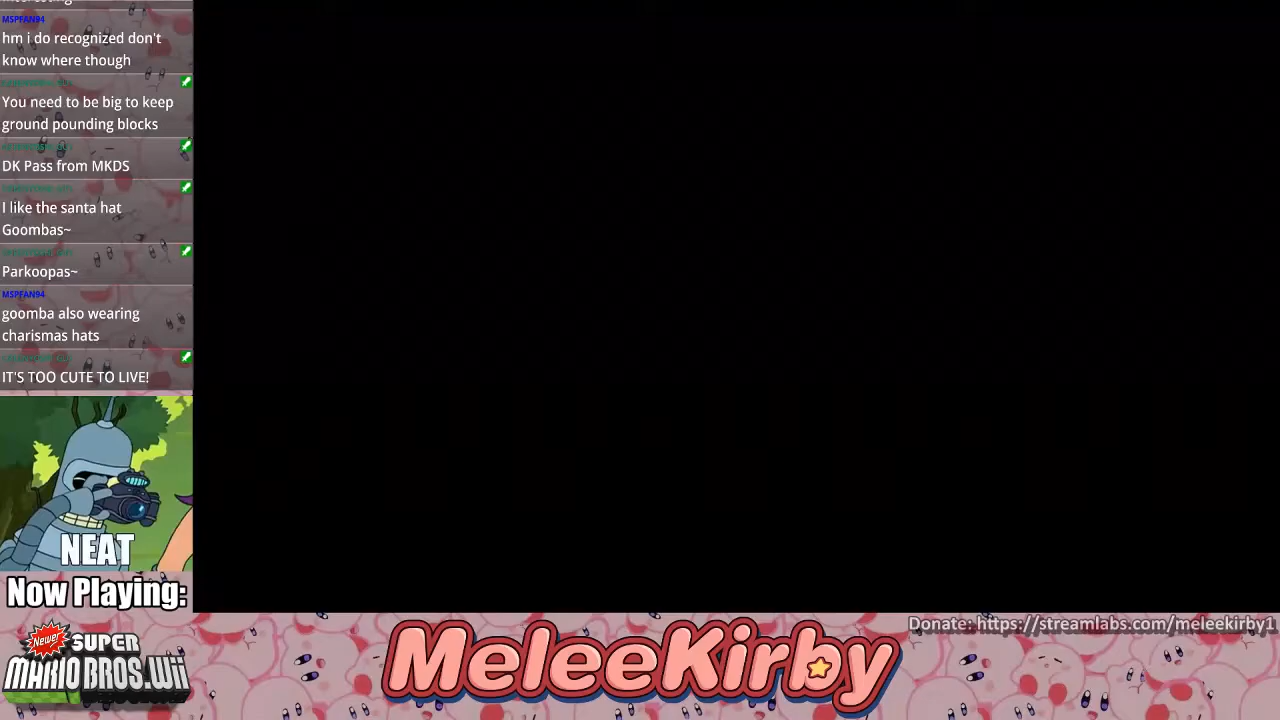 MSPFAN94
hm i do recognized don't
know where though
You need to be big to keep
ground pounding blocks
DK Pass from MKDS
I like the santa hat
Goombas~
Parkoopas~
MSPFAN94
goomba also wearing
charismas hats
IT'S TOO CUTE TO LIVE!
NEAT
Now Playing:
Newer
SUPER
MARIO BROS.Wii
MeleeKirby
Donate: https://streamlabs.com/meleekirby1